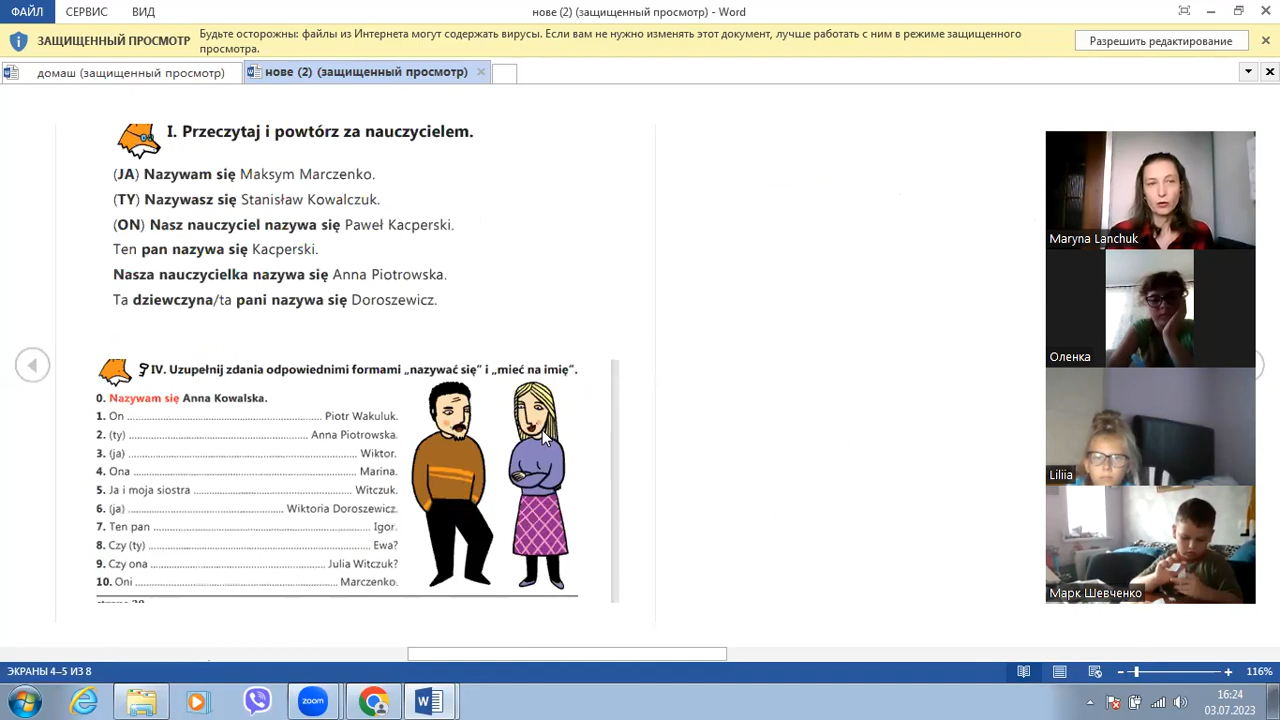 ФАЙЛ СЕРВИС ВИД
нове (2) (защищенный просмотр) - Word
ЗАЩИЩЕННЫЙ ПРОСМОТР
Будьте осторожны: файлы из Интернета могут содержать вирусы. Если вам не нужно изменять этот документ, лучше работать с ним в режиме защищенного
просмотра.
Разрешить редактирование
домаш (защищенный просмотр)
нове (2) (защищенный просмотр)
I. Przeczytaj i powtórz za nauczycielem.
(JA) Nazywam się Maksym Marczenko.
(TY) Nazywasz się Stanisław Kowalczuk.
(ON) Nasz nauczyciel nazywa się Paweł Kacperski.
Ten pan nazywa się Kacperski.
Nasza nauczycielka nazywa się Anna Piotrowska.
Ta dziewczyna/ta pani nazywa się Doroszewicz.
IV. Uzupełnij zdania odpowiednimi formami „nazywać się” i „mieć na imię”.
0. Nazywam się Anna Kowalska.
1. On ........................................ Piotr Wakuluk.
2. (ty) ........................................ Anna Piotrowska.
3. (ja) ........................................ Wiktor.
4. Ona ........................................ Marina.
5. Ja i moja siostra ........................................ Witczuk.
6. (ja) ........................................ Wiktoria Doroszewicz.
7. Ten pan ........................................ Igor.
8. Czy (ty) ........................................ Ewa?
9. Czy ona ........................................ Julia Witczuk?
10. Oni ........................................ Marczenko.
Maryna Lanchuk
Оленка
Liliia
Марк Шевченко
ЭКРАНЫ 4–5 ИЗ 8
116%
zoom
16:24
03.07.2023